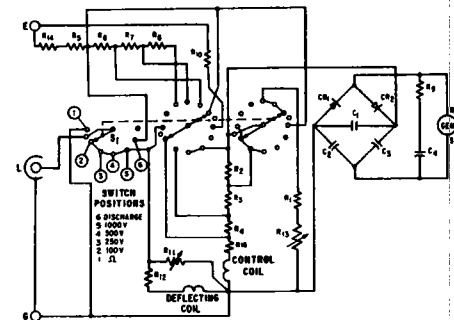 E
R14 R5 R8 R7 R6
R10
1
S1
L
2
3 4 5 6
SWITCH
POSITIONS
6 DISCHARGE
5 1000V
4 500V
3 250V
2 100V
1 Ω
R2
R3
R4
R16
R1
R13
R11
R12
CONTROL
COIL
DEFLECTING
COIL
G
CR1 CR2
C1
C2 C3
R9
C4
GEN